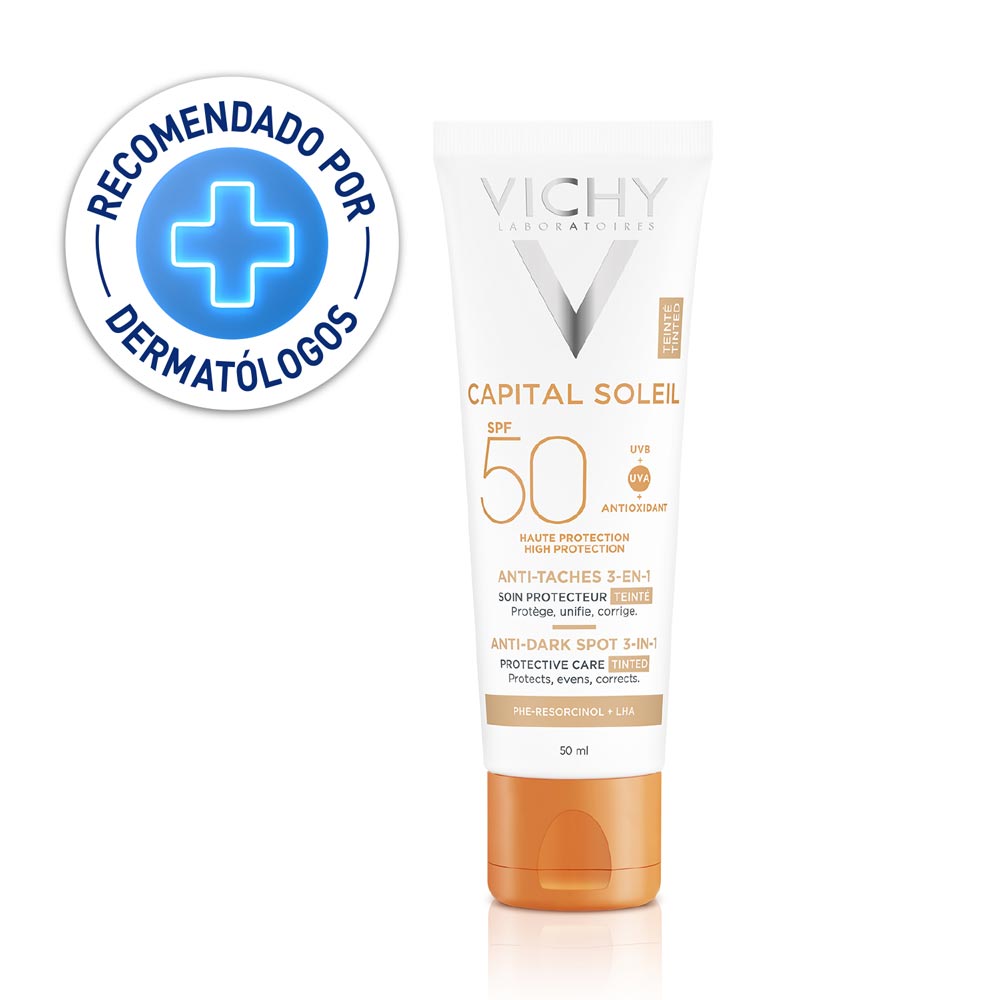 RECOMENDADO POR
DERMATÓLOGOS
VICHY
LABORATOIRES
V
TEINTÉ
TINTED
CAPITAL SOLEIL
SPF
50
UVB
+
UVA
+
ANTIOXIDANT
HAUTE PROTECTION
HIGH PROTECTION
ANTI-TACHES 3-EN-1
SOIN PROTECTEUR TEINTÉ
Protège, unifie, corrige.
ANTI-DARK SPOT 3-IN-1
PROTECTIVE CARE TINTED
Protects, evens, corrects.
PHE-RESORCINOL + LHA
50 ml